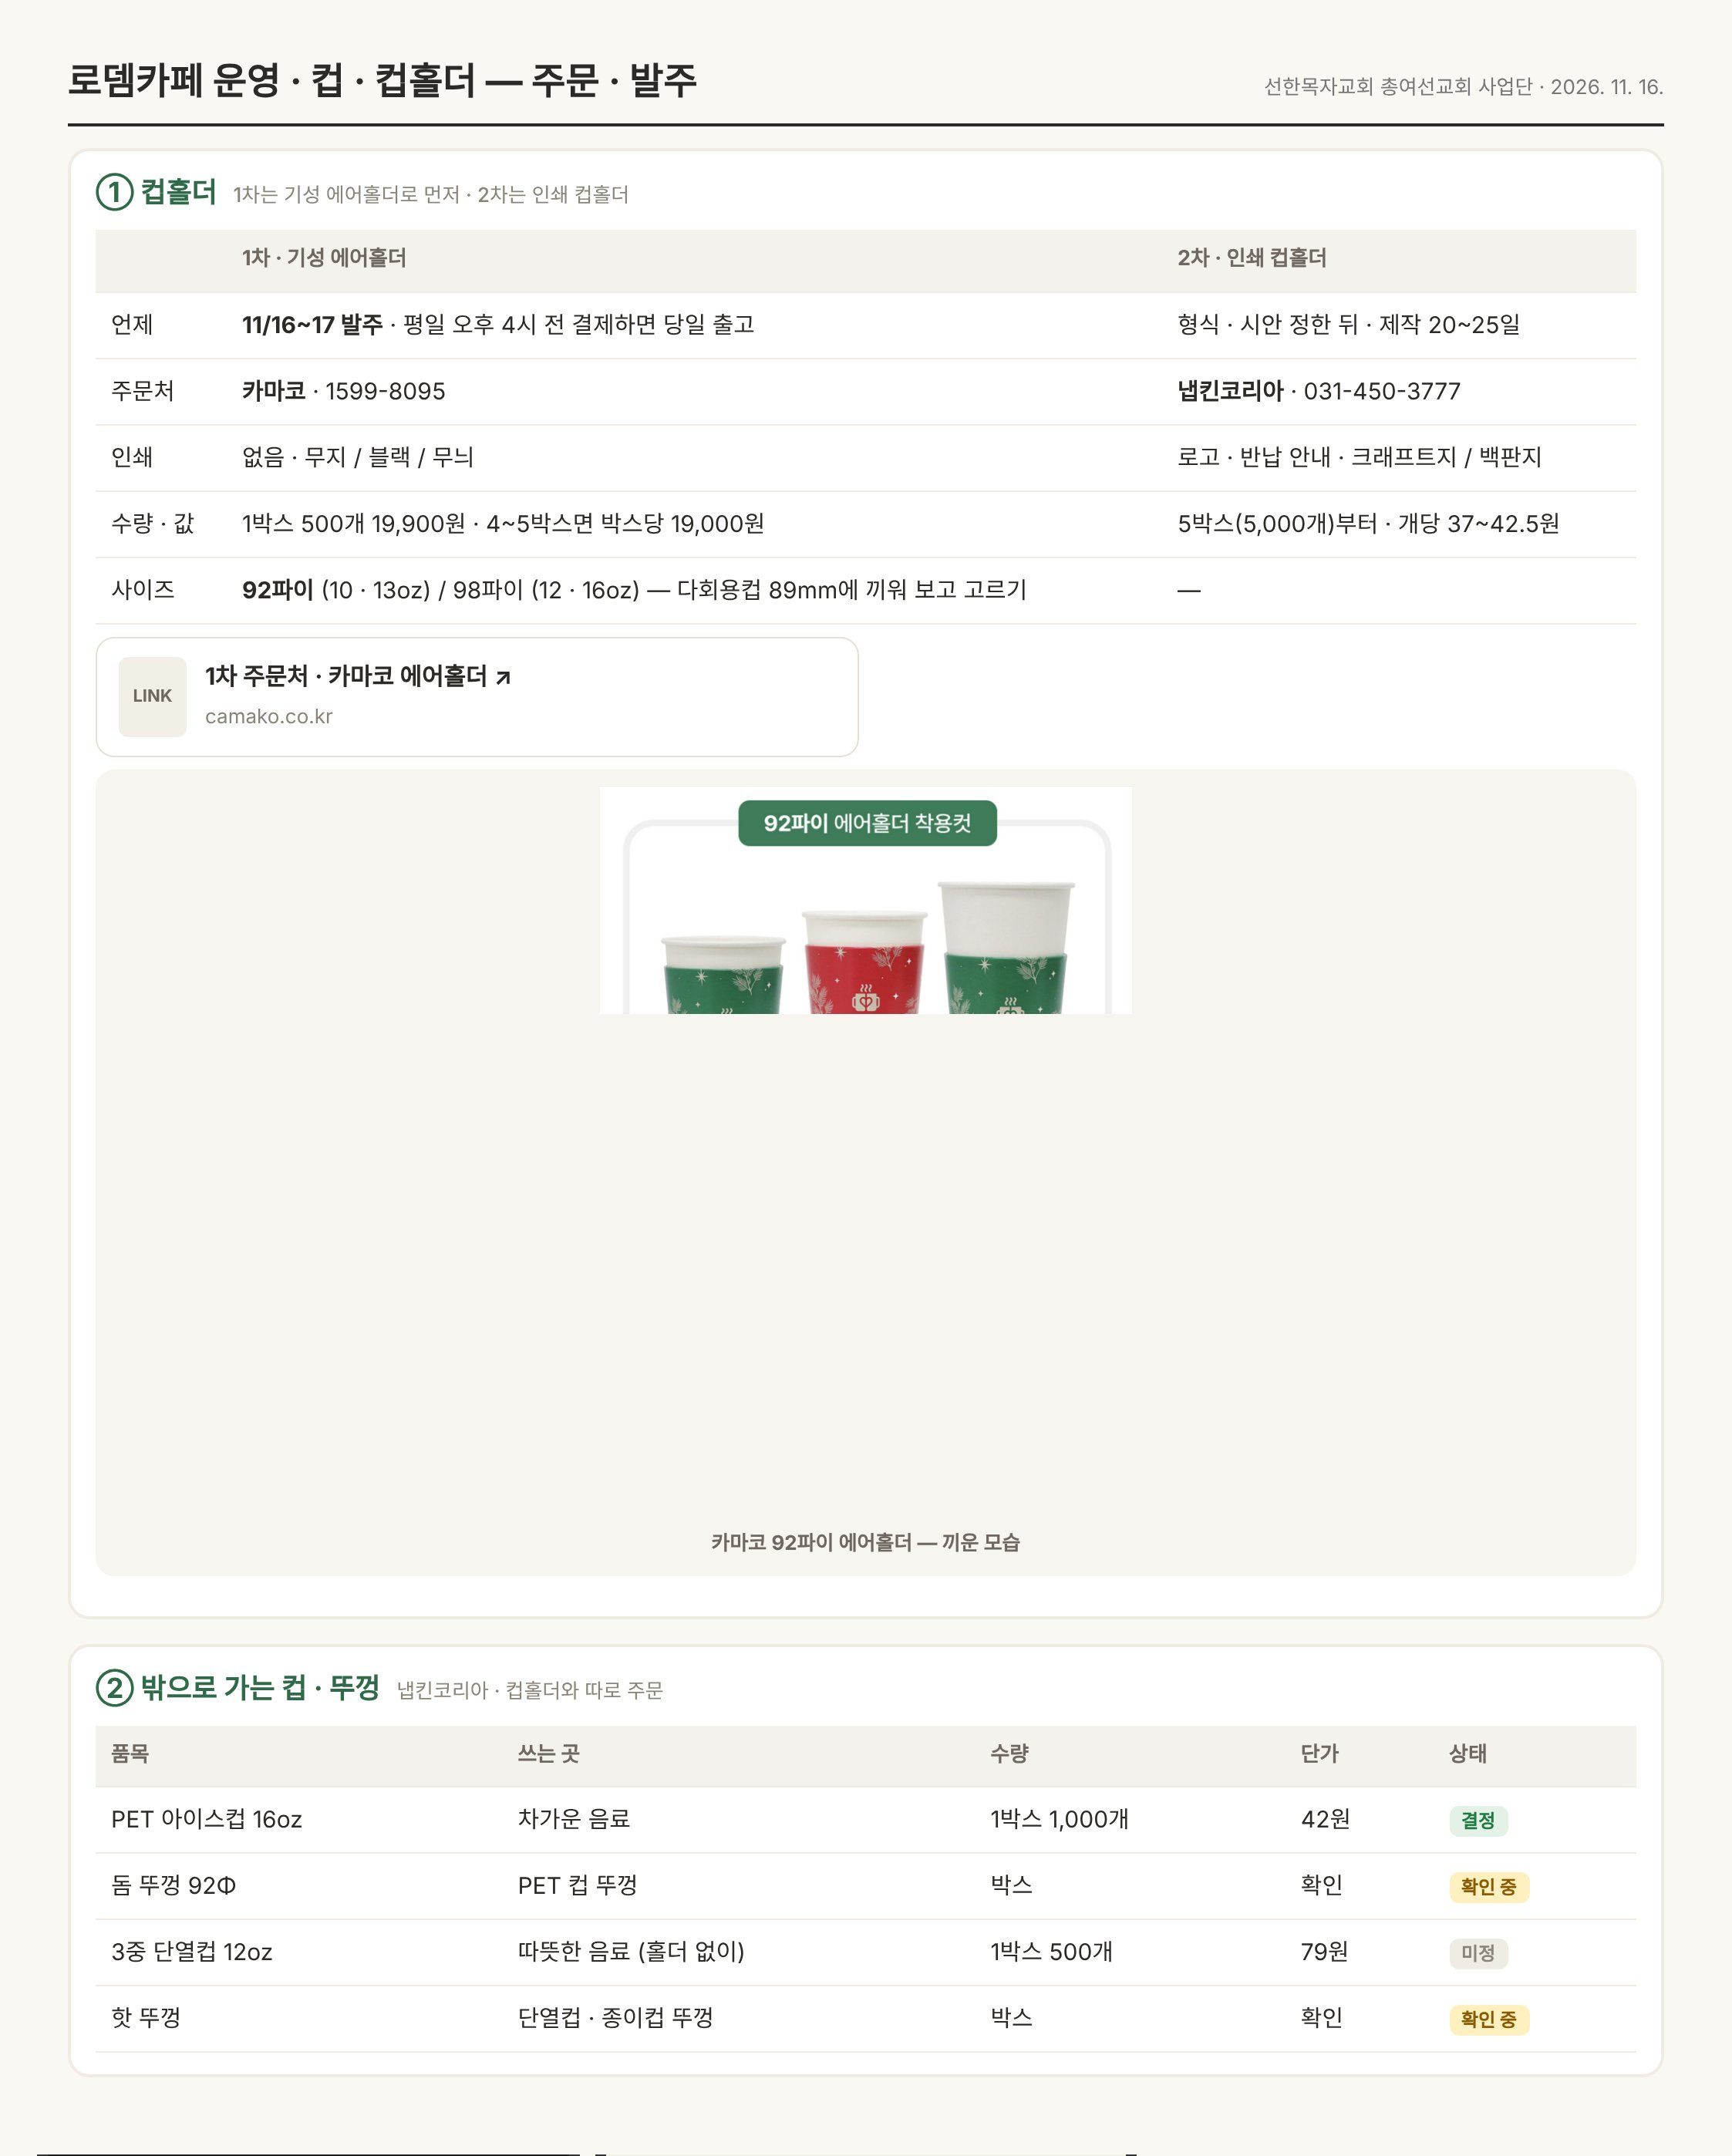 로뎀카페 운영 · 컵 · 컵홀더 — 주문 · 발주
선한목자교회 총여선교회 사업단 · 2026. 11. 16.
① 컵홀더 1차는 기성 에어홀더로 먼저 · 2차는 인쇄 컵홀더
1차 · 기성 에어홀더 2차 · 인쇄 컵홀더
언제 11/16~17 발주 · 평일 오후 4시 전 결제하면 당일 출고 형식 · 시안 정한 뒤 · 제작 20~25일
주문처 카마코 · 1599-8095 냅킨코리아 · 031-450-3777
인쇄 없음 · 무지 / 블랙 / 무늬 로고 · 반납 안내 · 크래프트지 / 백판지
수량 · 값 1박스 500개 19,900원 · 4~5박스면 박스당 19,000원 5박스(5,000개)부터 · 개당 37~42.5원
사이즈 92파이 (10 · 13oz) / 98파이 (12 · 16oz) — 다회용컵 89mm에 끼워 보고 고르기 —
LINK
1차 주문처 · 카마코 에어홀더 ↗
camako.co.kr
92파이 에어홀더 착용컷
카마코 92파이 에어홀더 — 끼운 모습
② 밖으로 가는 컵 · 뚜껑 냅킨코리아 · 컵홀더와 따로 주문
품목 쓰는 곳 수량 단가 상태
PET 아이스컵 16oz 차가운 음료 1박스 1,000개 42원 결정
돔 뚜껑 92Φ PET 컵 뚜껑 박스 확인 확인 중
3중 단열컵 12oz 따뜻한 음료 (홀더 없이) 1박스 500개 79원 미정
핫 뚜껑 단열컵 · 종이컵 뚜껑 박스 확인 확인 중